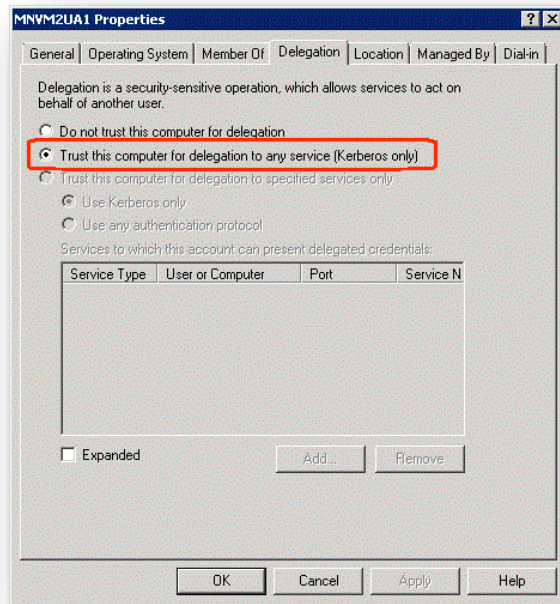 MNVM2UA1 Properties
General
Operating System
Member Of
Delegation
Location
Managed By
Dial-in
Delegation is a security-sensitive operation, which allows services to act on
behalf of another user.
Do not trust this computer for delegation
Trust this computer for delegation to any service (Kerberos only)
Trust this computer for delegation to specified services only
Use Kerberos only
Use any authentication protocol
Services to which this account can present delegated credentials:
Service Type
User or Computer
Port
Service N
Expanded
Add...
Remove
OK
Cancel
Apply
Help